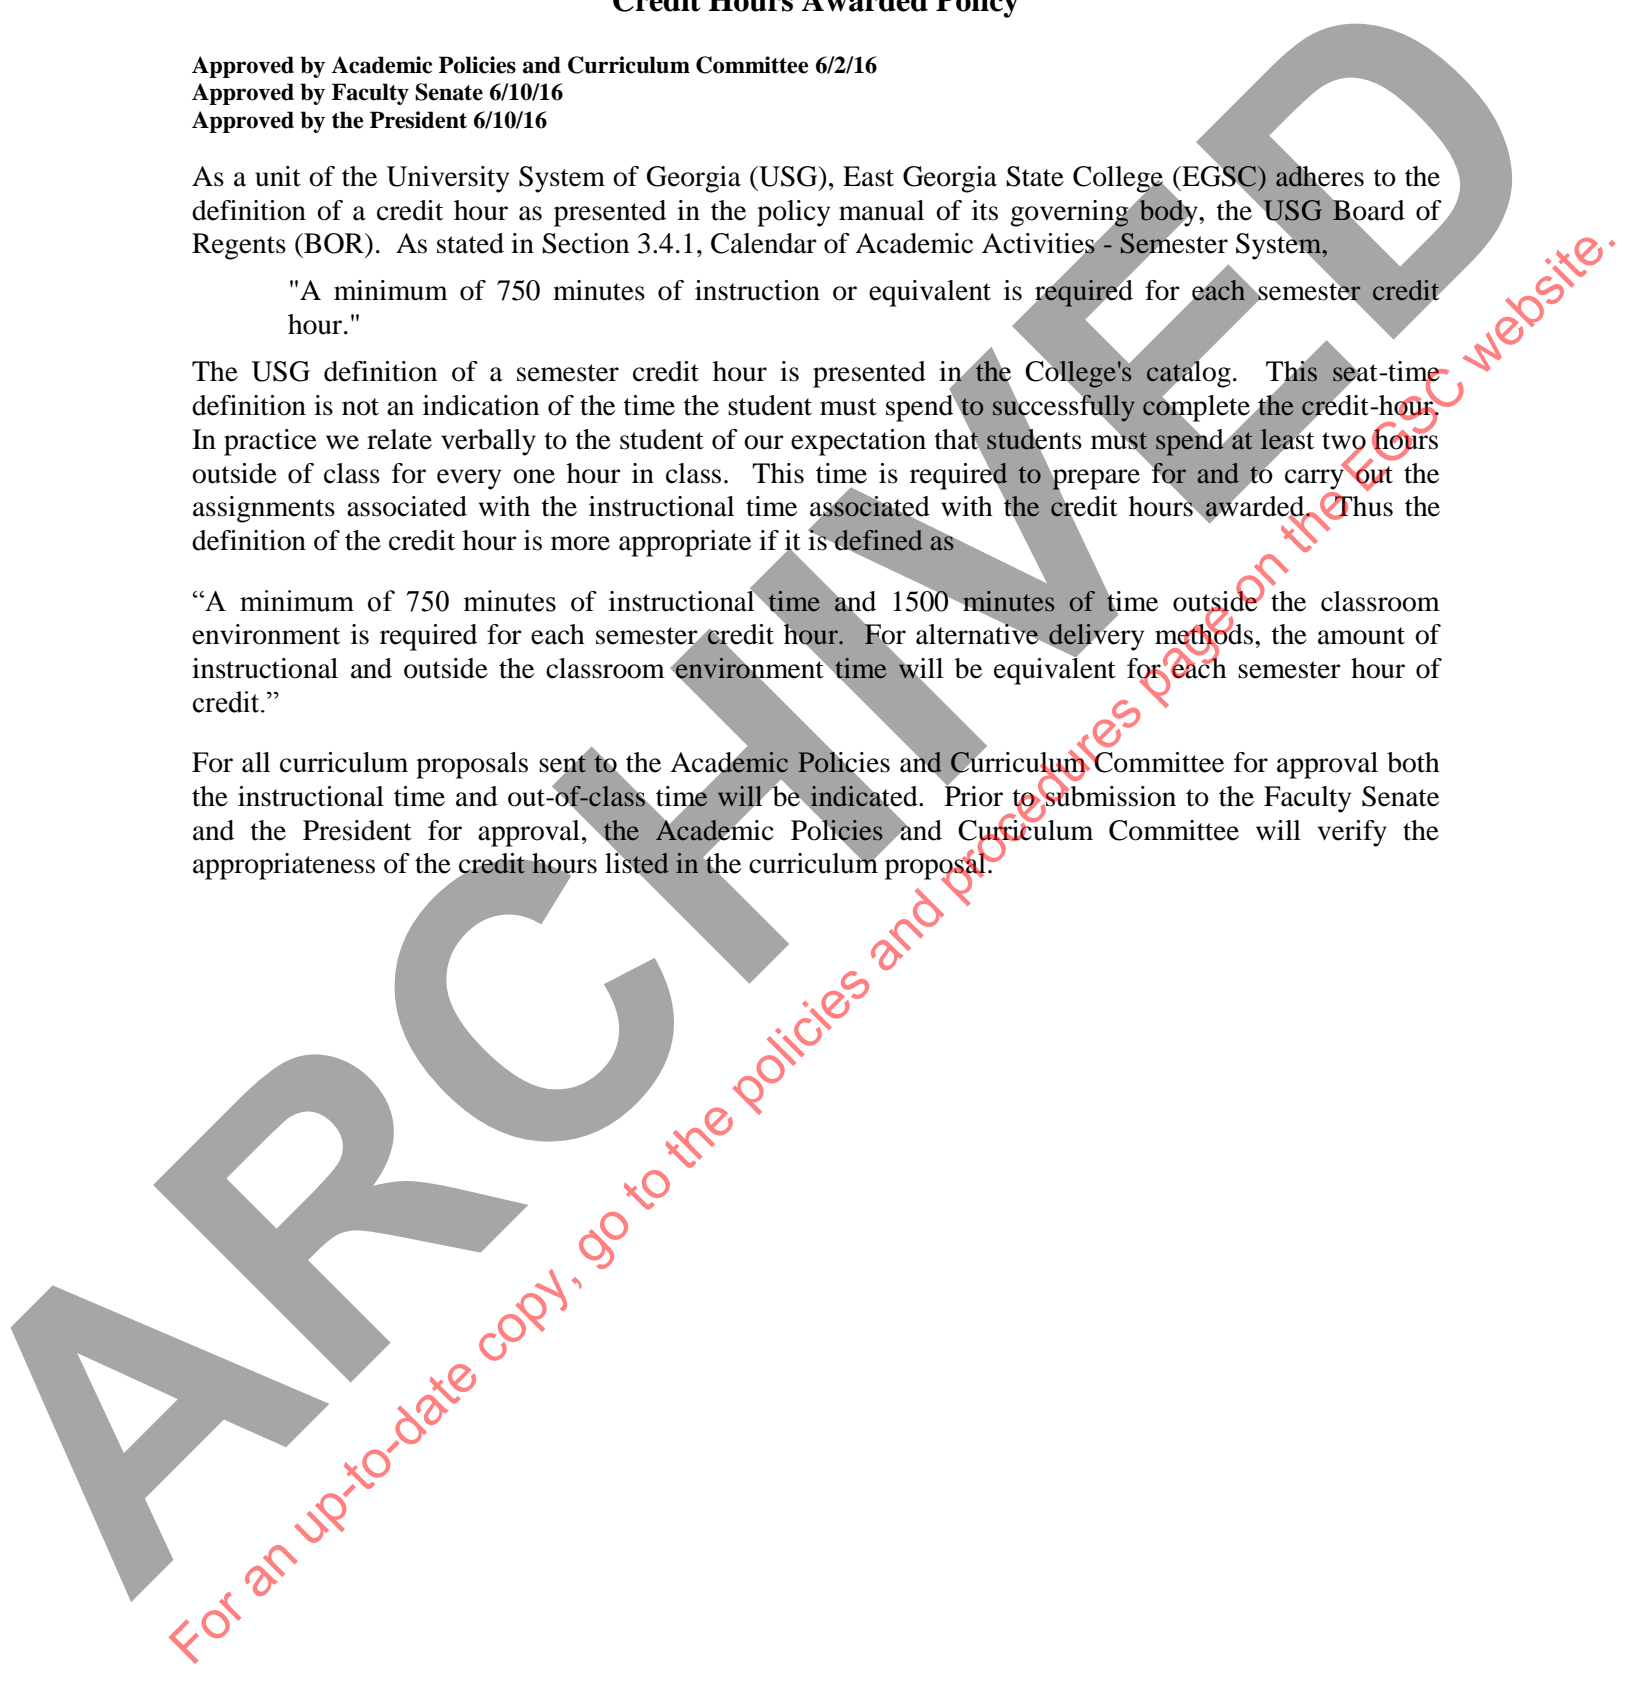 Credit Hours Awarded Policy
Approved by Academic Policies and Curriculum Committee 6/2/16
Approved by Faculty Senate 6/10/16
Approved by the President 6/10/16
As a unit of the University System of Georgia (USG), East Georgia State College (EGSC) adheres to the
definition of a credit hour as presented in the policy manual of its governing body, the USG Board of
Regents (BOR).  As stated in Section 3.4.1, Calendar of Academic Activities - Semester System,
"A minimum of 750 minutes of instruction or equivalent is required for each semester credit
hour."
The USG definition of a semester credit hour is presented in the College's catalog.  This seat-time
definition is not an indication of the time the student must spend to successfully complete the credit-hour.
In practice we relate verbally to the student of our expectation that students must spend at least two hours
outside of class for every one hour in class.  This time is required to prepare for and to carry out the
assignments associated with the instructional time associated with the credit hours awarded.  Thus the
definition of the credit hour is more appropriate if it is defined as
“A minimum of 750 minutes of instructional time and 1500 minutes of time outside the classroom
environment is required for each semester credit hour.  For alternative delivery methods, the amount of
instructional and outside the classroom environment time will be equivalent for each semester hour of
credit.”
For all curriculum proposals sent to the Academic Policies and Curriculum Committee for approval both
the instructional time and out-of-class time will be indicated.  Prior to submission to the Faculty Senate
and the President for approval, the Academic Policies and Curriculum Committee will verify the
appropriateness of the credit hours listed in the curriculum proposal.
ARCHIVED
For an up-to-date copy, go to the policies and procedures page on the EGSC website.